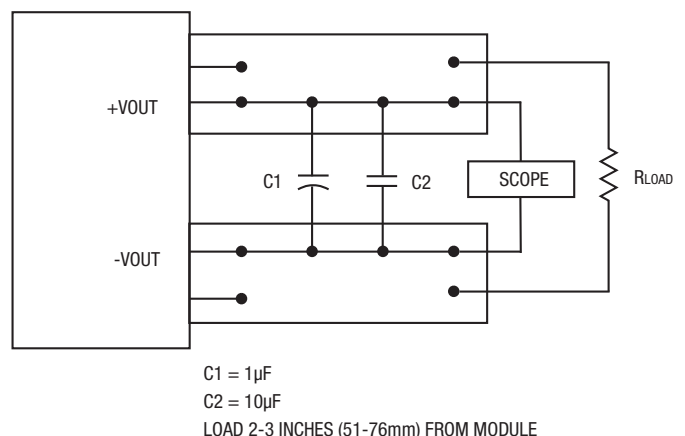 +VOUT
C1
C2
SCOPE
RLOAD
-VOUT
C1 = 1µF
C2 = 10µF
LOAD 2-3 INCHES (51-76mm) FROM MODULE